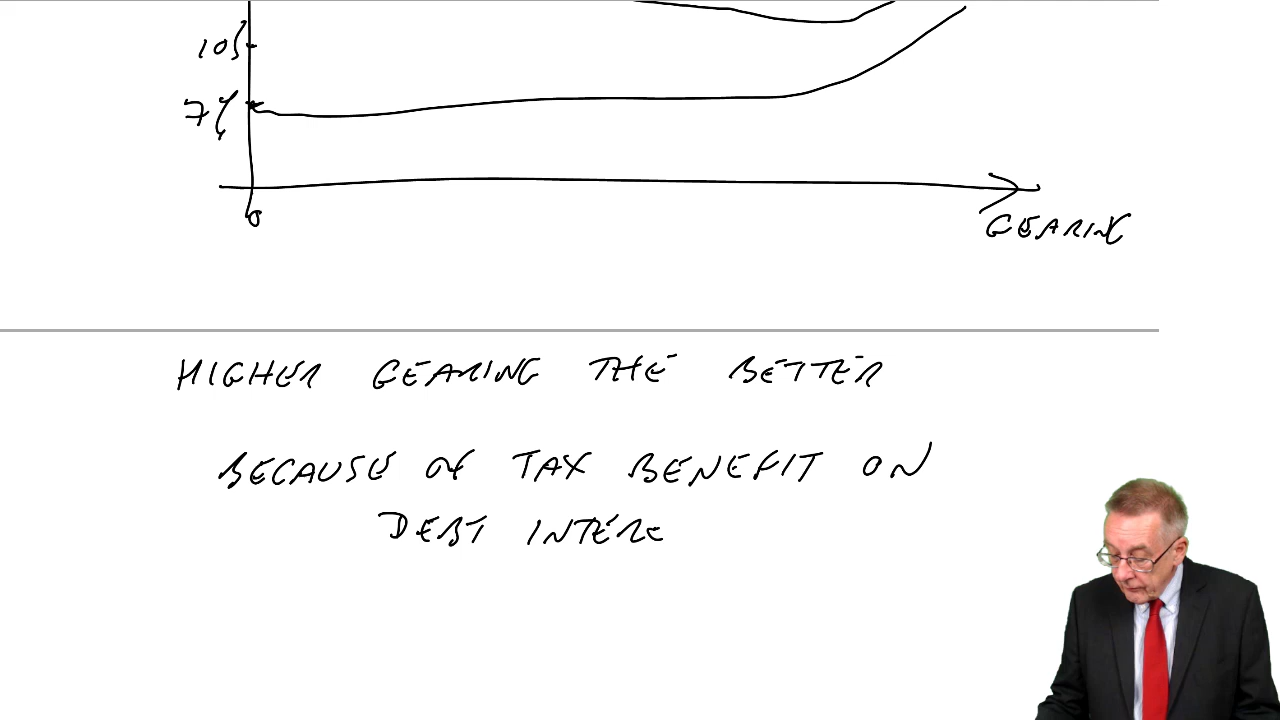 10%
7%
0
GEARING
HIGHER GEARING THE BETTER
BECAUSE OF TAX BENEFIT ON
DEBT INTERE